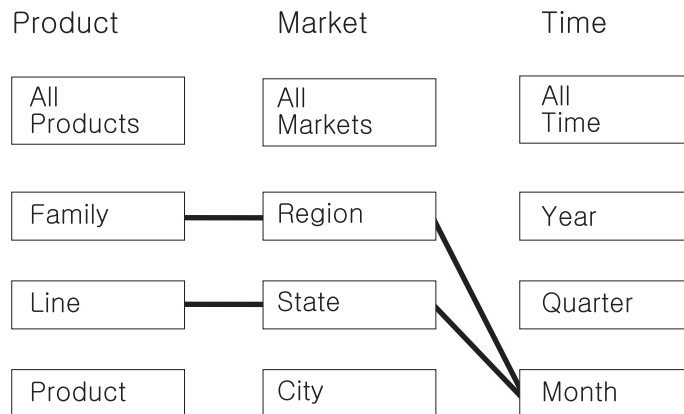 Product Market Time
All
Products
All
Markets
All
Time
Family Region Year
Line State Quarter
Product City Month